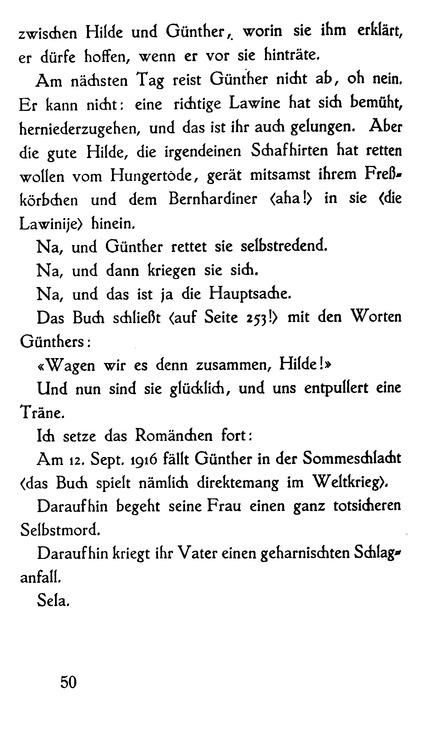 zwischen Hilde und Günther, worin sie ihm erklärt,
er dürfe hoffen, wenn er vor sie hinträte.
Am nächsten Tag reist Günther nicht ab, oh nein.
Er kann nicht: eine richtige Lawine hat sich bemüht,
herniederzugehen, und das ist ihr auch gelungen. Aber
die gute Hilde, die irgendeinen Schafhirten hat retten
wollen vom Hungertode, gerät mitsamst ihrem Freß-
körbchen und dem Bernhardiner (aha!) in sie (die
Lawinije) hinein.
Na, und Günther rettet sie selbstredend.
Na, und dann kriegen sie sich.
Na, und das ist ja die Hauptsache.
Das Buch schließt (auf Seite 253!) mit den Worten
Günthers:
«Wagen wir es denn zusammen, Hilde!»
Und nun sind sie glücklich, und uns entpullert eine
Träne.
Ich setze das Romänchen fort:
Am 12. Sept. 1916 fällt Günther in der Sommeschlacht
(das Buch spielt nämlich direktemang im Weltkrieg).
Daraufhin begeht seine Frau einen ganz totsicheren
Selbstmord.
Daraufhin kriegt ihr Vater einen geharnischten Schlag-
anfall.
Sela.
50